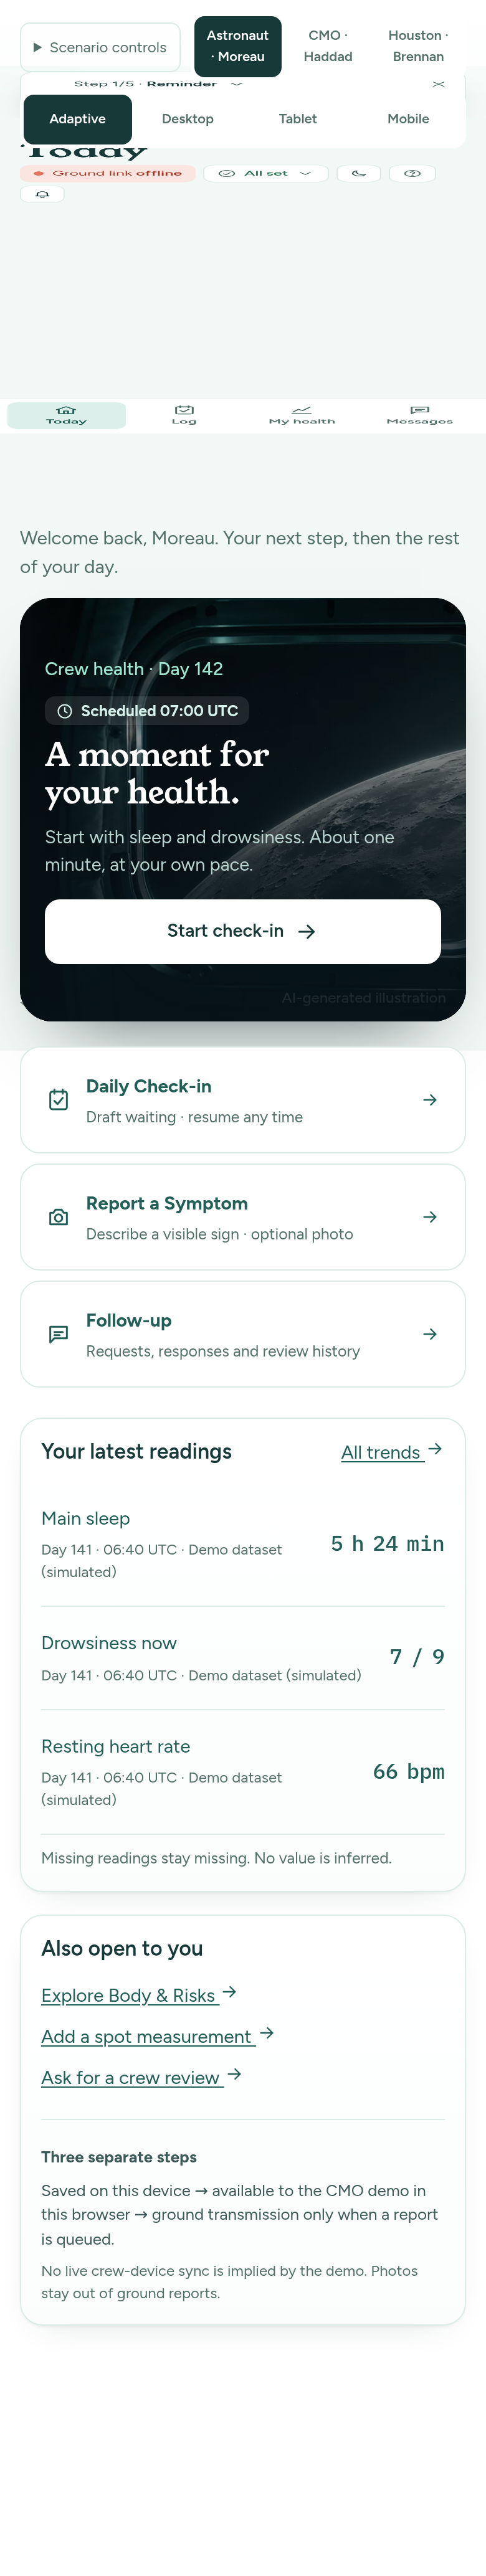 Scenario controls
Astronaut · Moreau
CMO · Haddad
Houston · Brennan
Step 1/5 · Reminder
Adaptive
Desktop
Tablet
Mobile
Today
Ground link offline
All set
Today
Log
My health
Messages
Welcome back, Moreau. Your next step, then the rest
of your day.
Crew health · Day 142
Scheduled 07:00 UTC
A moment for
your health.
Start with sleep and drowsiness. About one
minute, at your own pace.
Start check-in
AI-generated illustration
Daily Check-in
Draft waiting · resume any time
Report a Symptom
Describe a visible sign · optional photo
Follow-up
Requests, responses and review history
Your latest readings
All trends
Main sleep
Day 141 · 06:40 UTC · Demo dataset
(simulated)
5 h 24 min
Drowsiness now
Day 141 · 06:40 UTC · Demo dataset (simulated)
7 / 9
Resting heart rate
Day 141 · 06:40 UTC · Demo dataset
(simulated)
66 bpm
Missing readings stay missing. No value is inferred.
Also open to you
Explore Body & Risks
Add a spot measurement
Ask for a crew review
Three separate steps
Saved on this device → available to the CMO demo in
this browser → ground transmission only when a report
is queued.
No live crew-device sync is implied by the demo. Photos
stay out of ground reports.